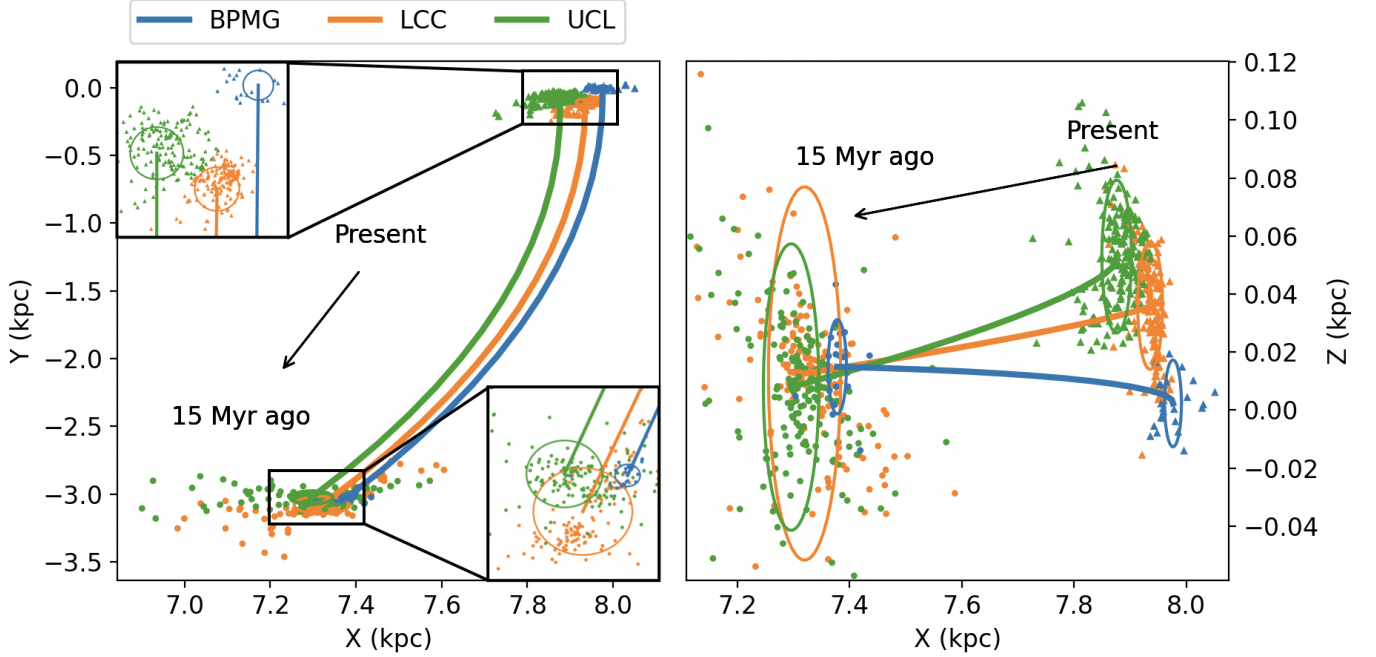 BPMG LCC UCL
0.0
−0.5
−1.0
−1.5
−2.0
−2.5
−3.0
−3.5
Y (kpc)
Present
15 Myr ago
7.0 7.2 7.4 7.6 7.8 8.0
X (kpc)
Present
15 Myr ago
0.12
0.10
0.08
0.06
0.04
0.02
0.00
−0.02
−0.04
Z (kpc)
7.2 7.4 7.6 7.8 8.0
X (kpc)